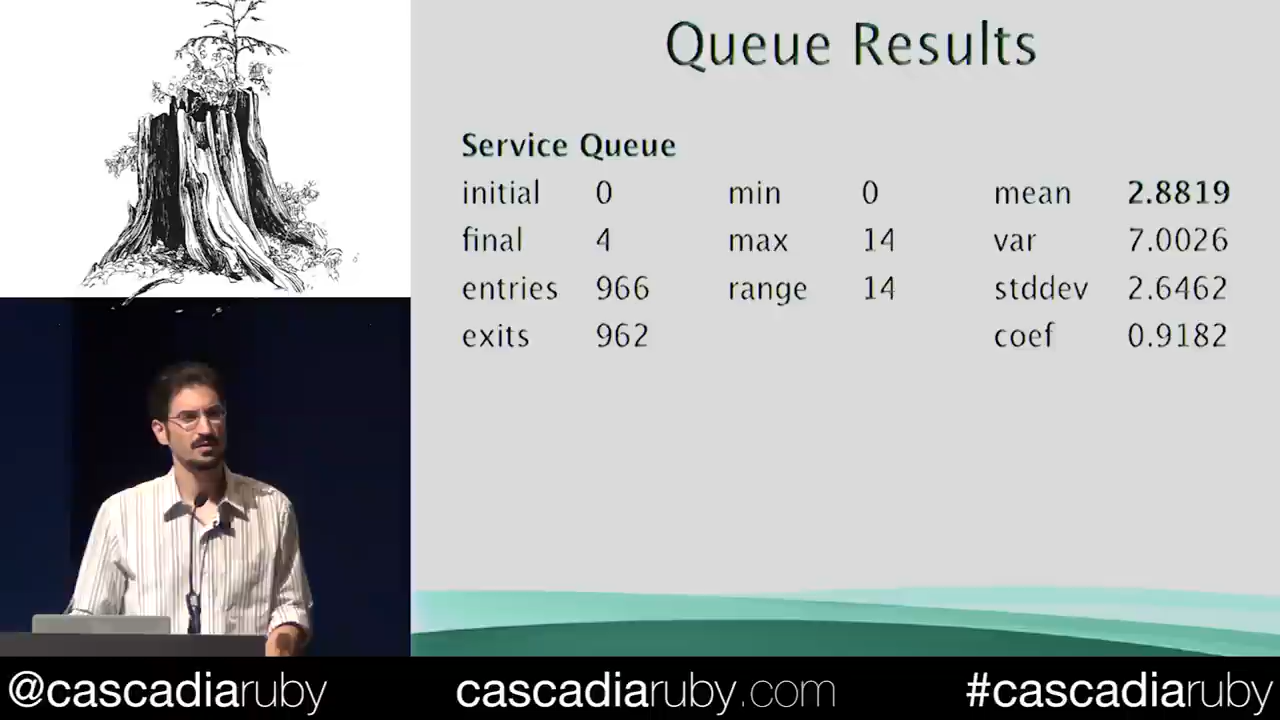 Queue Results
Service Queue
initial 0 min 0 mean 2.8819
final 4 max 14 var 7.0026
entries 966 range 14 stddev 2.6462
exits 962 coef 0.9182
@cascadiaruby cascadiaruby.com #cascadiaruby